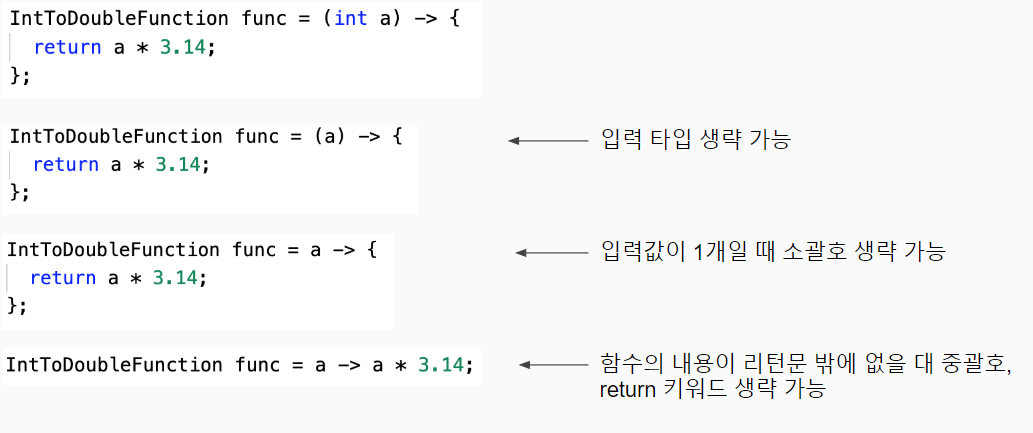 IntToDoubleFunction func = (int a) -> {
return a * 3.14;
};
IntToDoubleFunction func = (a) -> {
return a * 3.14;
};
입력 타입 생략 가능
IntToDoubleFunction func = a -> {
return a * 3.14;
};
입력값이 1개일 때 소괄호 생략 가능
IntToDoubleFunction func = a -> a * 3.14;
함수의 내용이 리턴문 밖에 없을 대 중괄호,
return 키워드 생략 가능